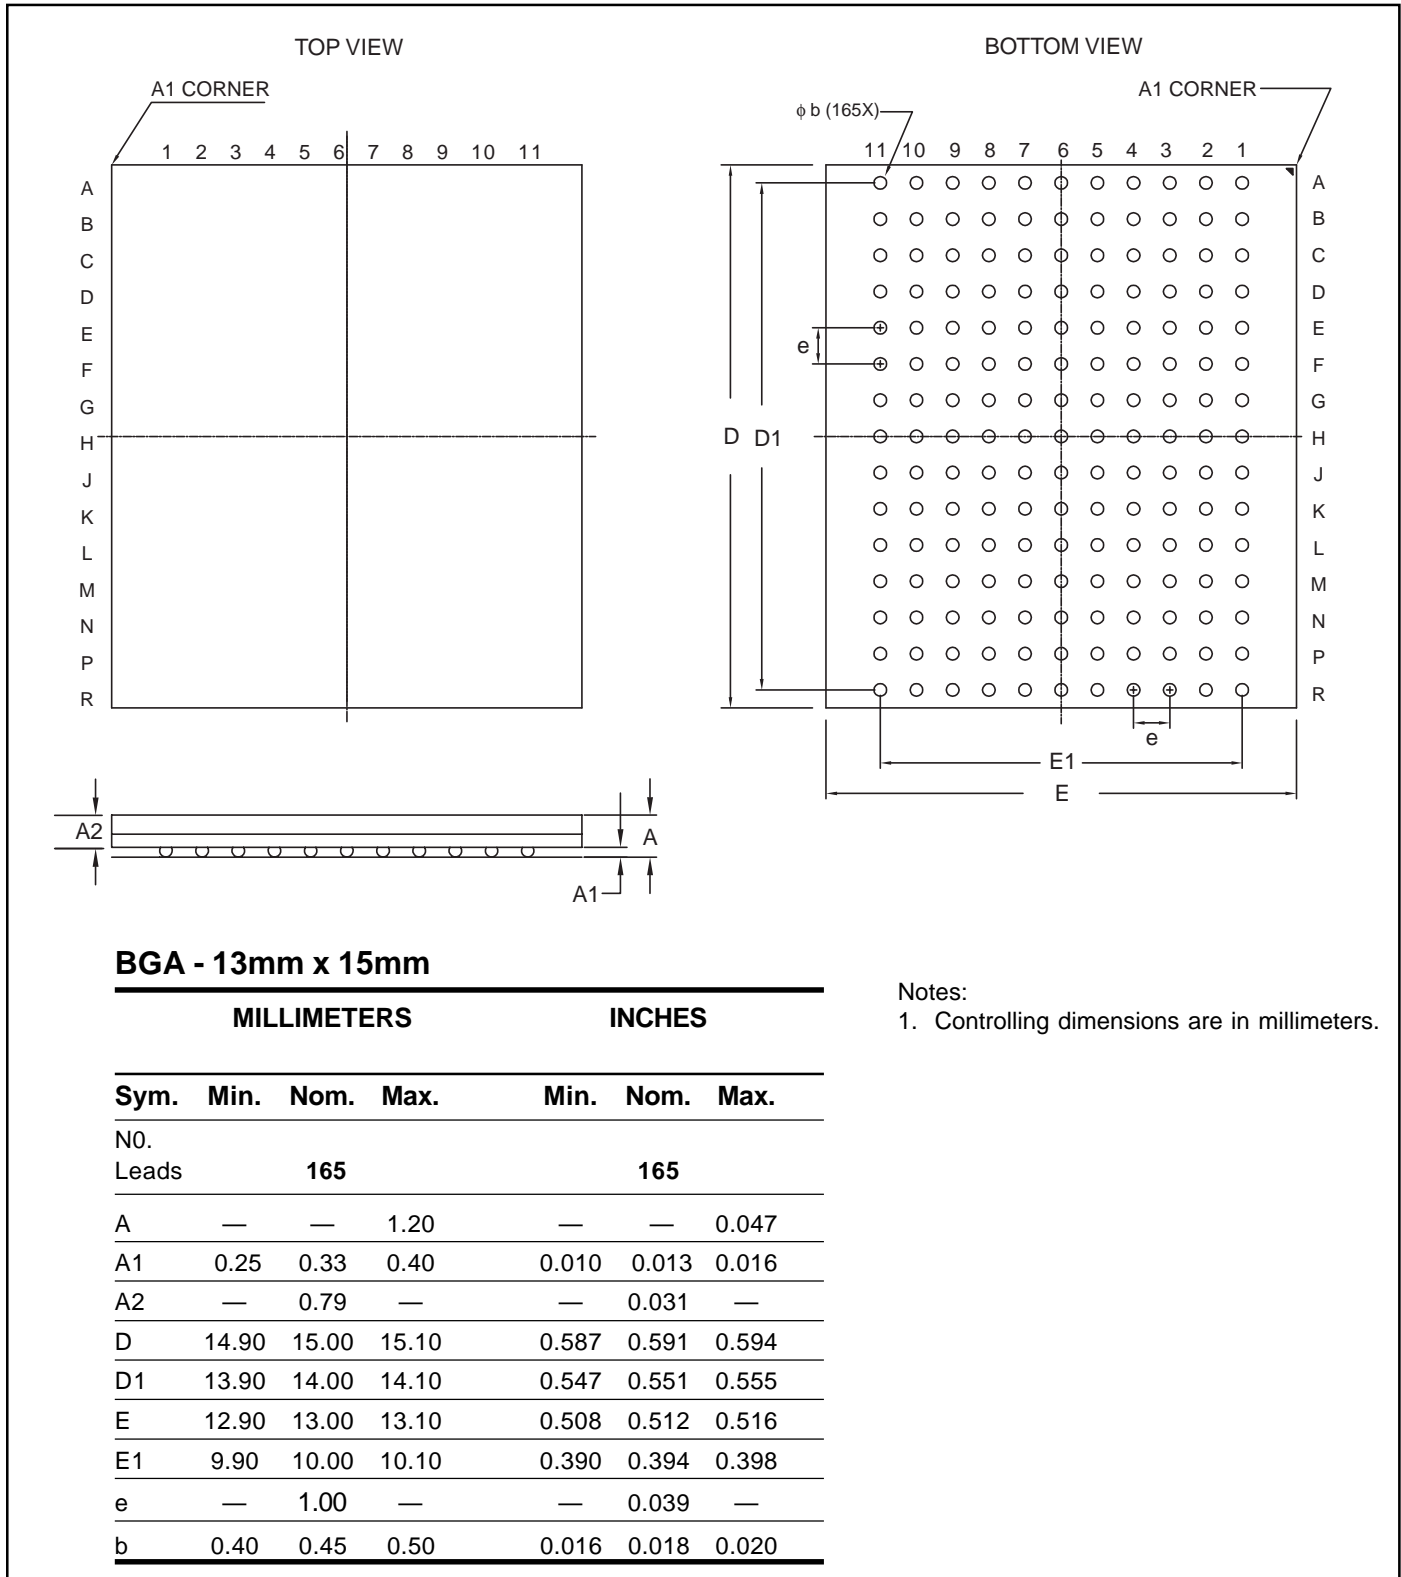 TOP VIEW
BOTTOM VIEW
A1 CORNER
A1 CORNER
ϕ b (165X)
1 2 3 4 5 6 7 8 9 10 11
11 10 9 8 7 6 5 4 3 2 1
A
B
C
D
E
F
G
H
J
K
L
M
N
P
R
A
B
C
D
E
F
G
H
J
K
L
M
N
P
R
e
D D1
e
E1
E
A2
A
A1
BGA - 13mm x 15mm
MILLIMETERS INCHES
Sym. Min. Nom. Max. Min. Nom. Max.
N0.
Leads 165 165
A — — 1.20 — — 0.047
A1 0.25 0.33 0.40 0.010 0.013 0.016
A2 — 0.79 — — 0.031 —
D 14.90 15.00 15.10 0.587 0.591 0.594
D1 13.90 14.00 14.10 0.547 0.551 0.555
E 12.90 13.00 13.10 0.508 0.512 0.516
E1 9.90 10.00 10.10 0.390 0.394 0.398
e — 1.00 — — 0.039 —
b 0.40 0.45 0.50 0.016 0.018 0.020
Notes:
1. Controlling dimensions are in millimeters.